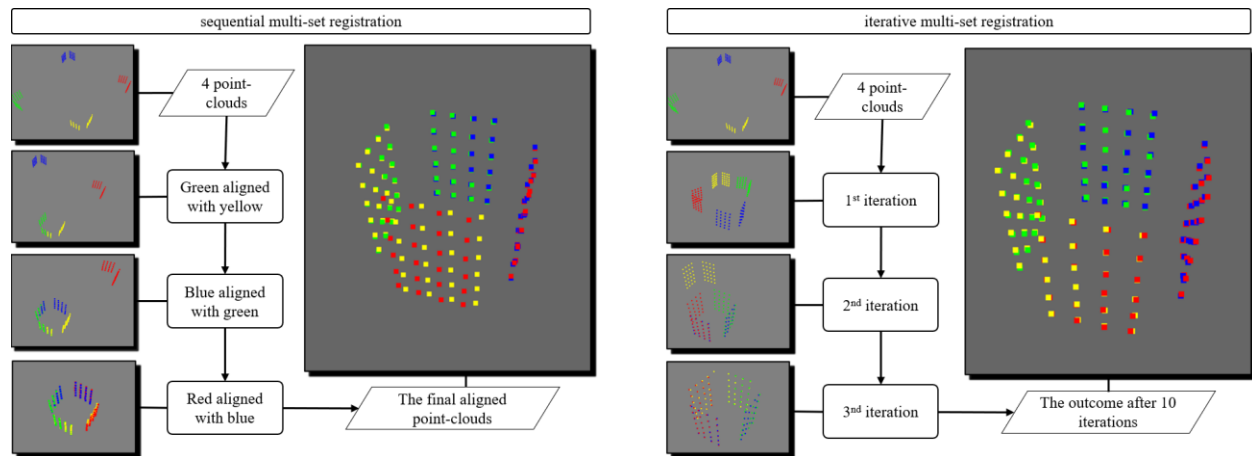 sequential multi-set registration
4 point-
clouds
Green aligned
with yellow
Blue aligned
with green
Red aligned
with blue
The final aligned
point-clouds
iterative multi-set registration
4 point-
clouds
1st iteration
2nd iteration
3rd iteration
The outcome after 10
iterations